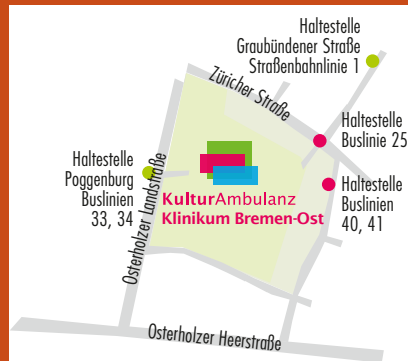 Haltestelle
Graubündener Straße
Straßenbahnlinie 1
Züricher Straße
Haltestelle
Buslinie 25
Haltestelle
Poggenburg
Buslinien
33, 34
Osterholzer Landstraße
Haltestelle
Buslinien
40, 41
KulturAmbulanz
Klinikum Bremen-Ost
Osterholzer Heerstraße